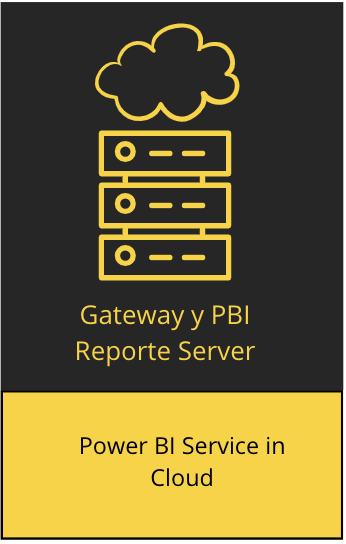 Gateway y PBI
Reporte Server
Power BI Service in
Cloud